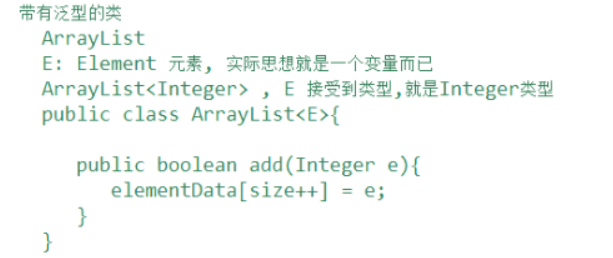 带有泛型的类
ArrayList
E: Element 元素, 实际思想就是一个变量而已
ArrayList<Integer> , E 接受到类型,就是Integer类型
public class ArrayList<E>{
public boolean add(Integer e){
elementData[size++] = e;
}
}